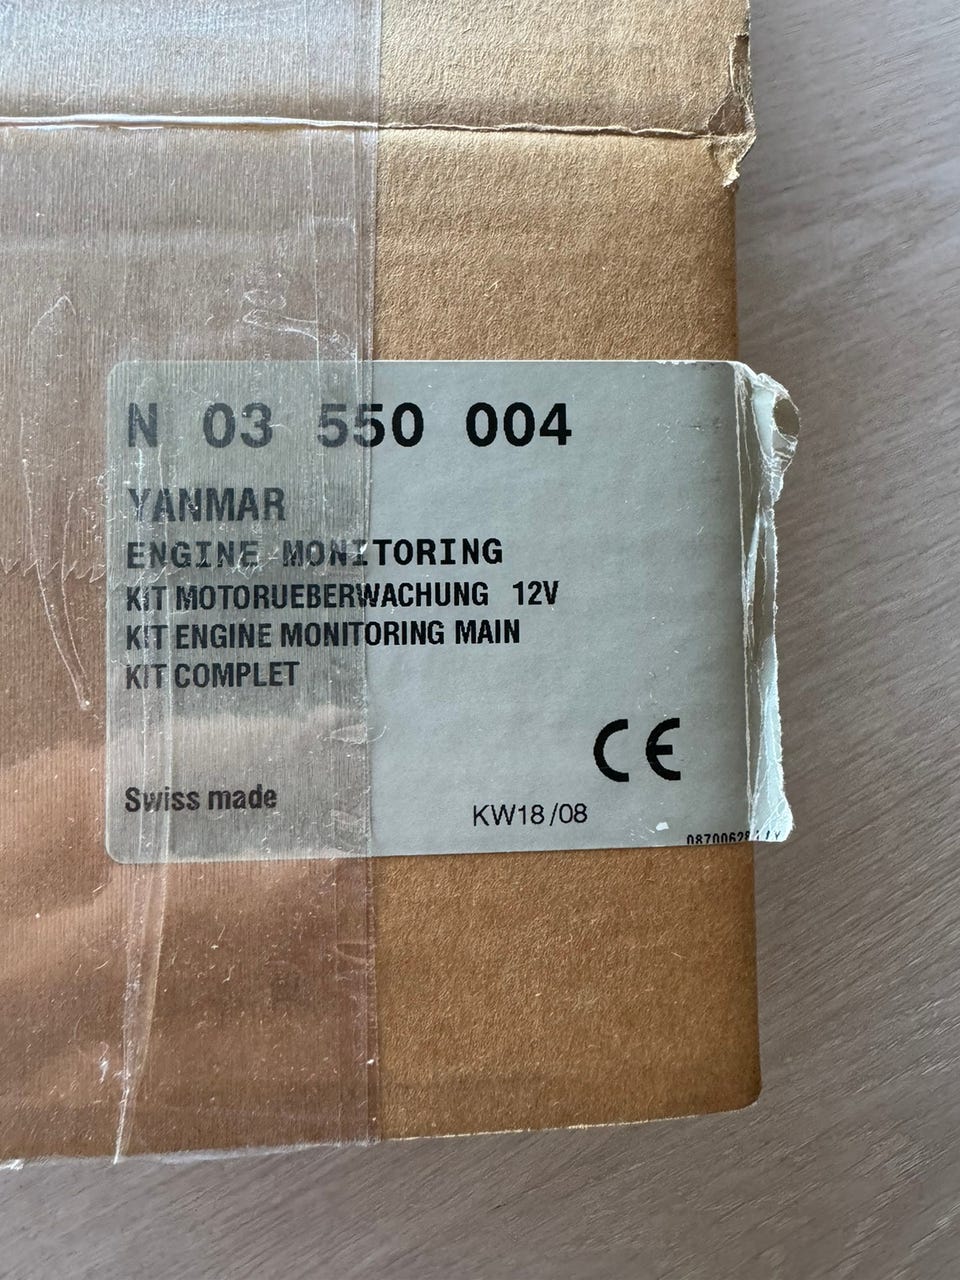 N 03 550 004
YANMAR
ENGINE MONITORING
KIT MOTORUEBERWACHUNG 12V
KIT ENGINE MONITORING MAIN
KIT COMPLET
CE
Swiss made
KW18/08